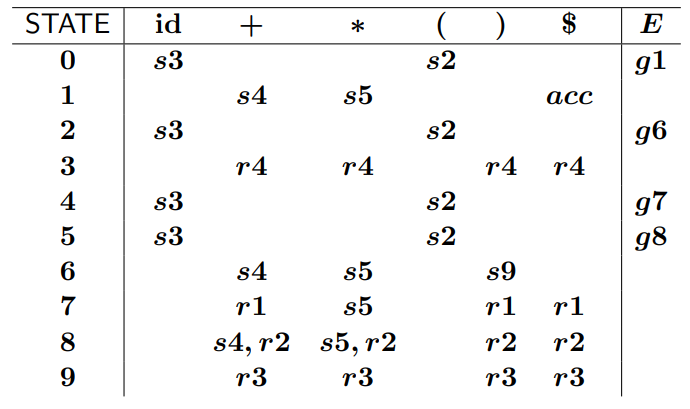 STATE id + * ( ) $ E
0 s3 s2 g1
1 s4 s5 acc
2 s3 s2 g6
3 r4 r4 r4 r4
4 s3 s2 g7
5 s3 s2 g8
6 s4 s5 s9
7 r1 s5 r1 r1
8 s4, r2 s5, r2 r2 r2
9 r3 r3 r3 r3